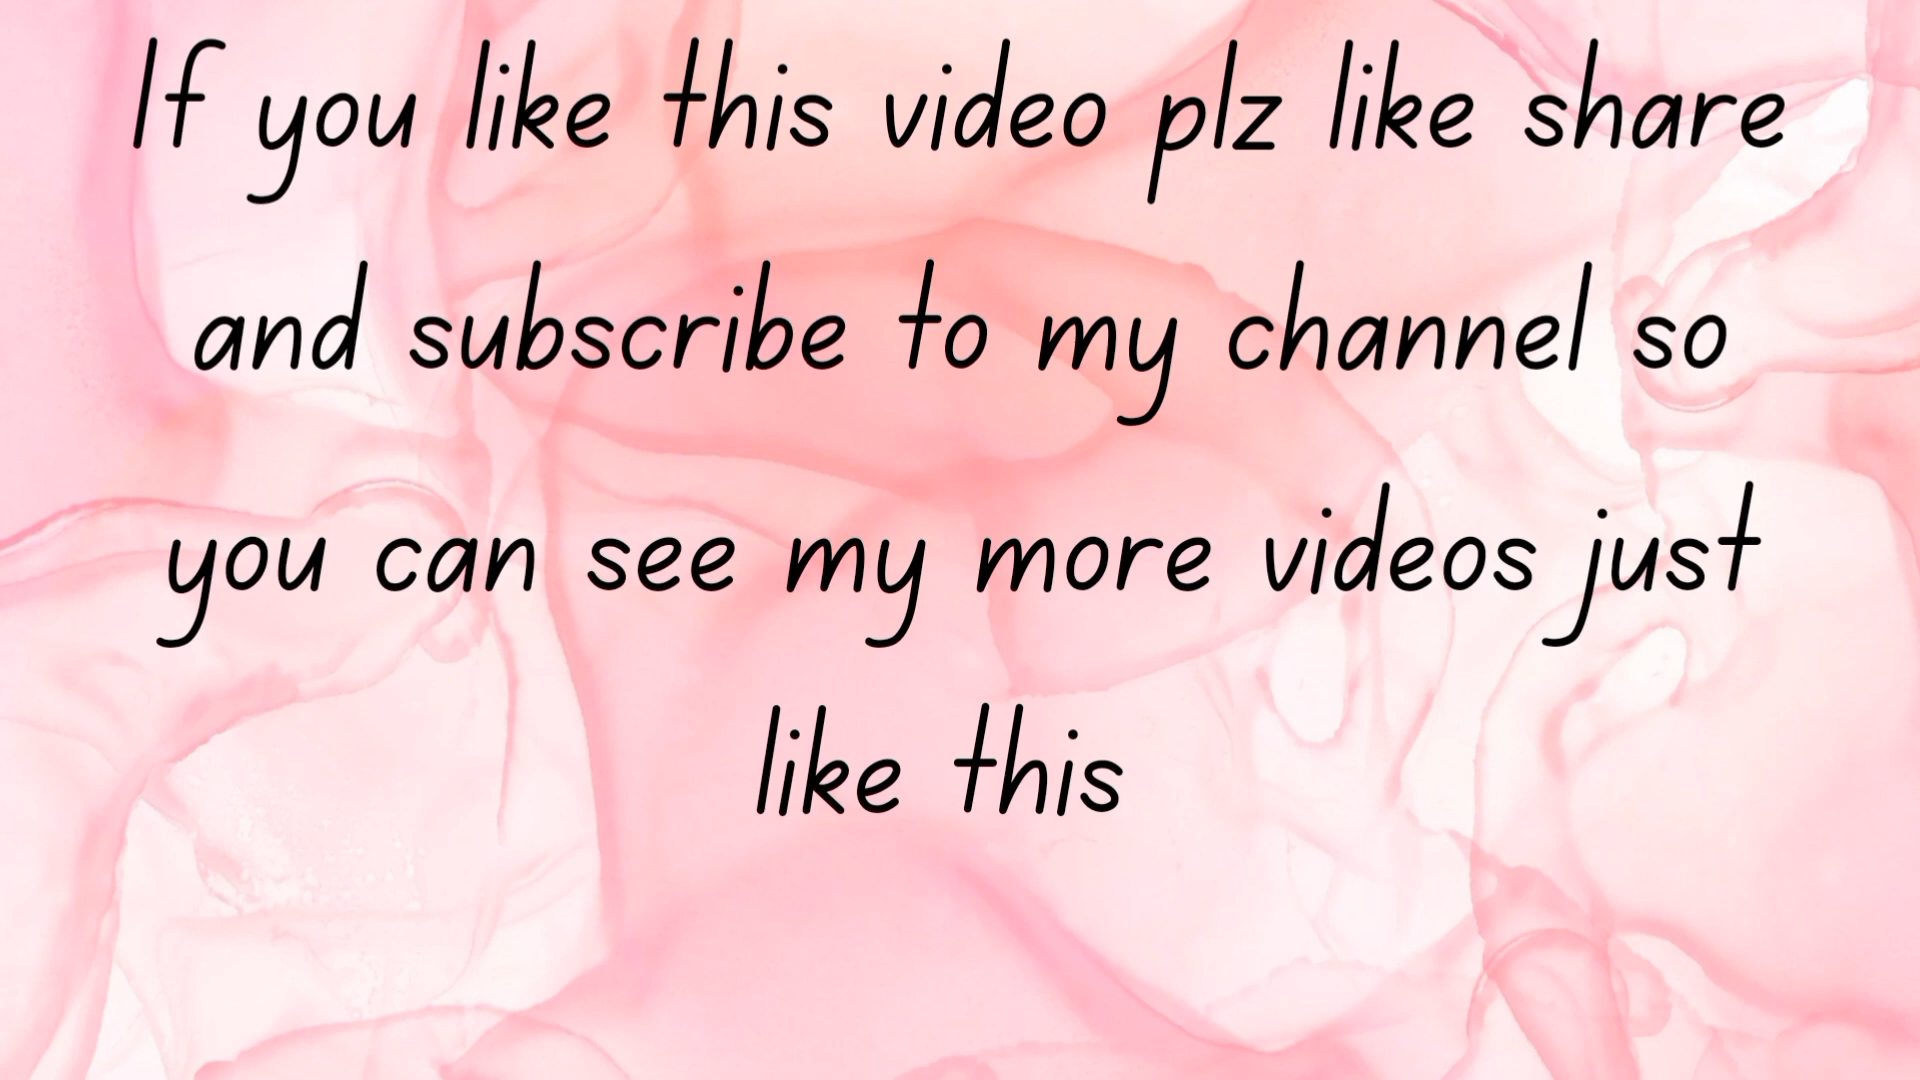 If you like this video plz like share
and subscribe to my channel so
you can see my more videos just
like this